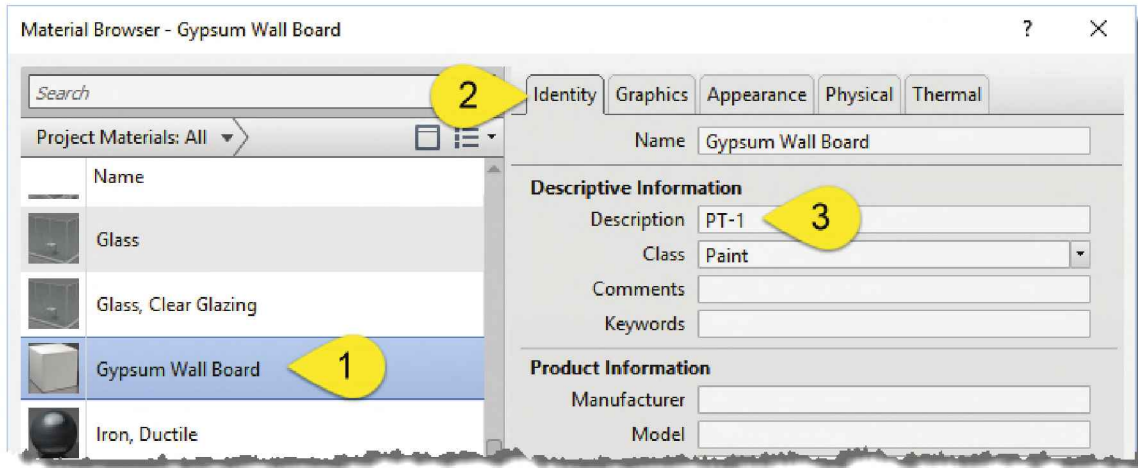 Material Browser - Gypsum Wall Board
?
Search
2
Identity Graphics Appearance Physical Thermal
Project Materials: All
Name Gypsum Wall Board
Name
Descriptive Information
Description PT-1
3
Glass
Class Paint
Comments
Glass, Clear Glazing
Keywords
Gypsum Wall Board
1
Product Information
Manufacturer
Iron, Ductile
Model